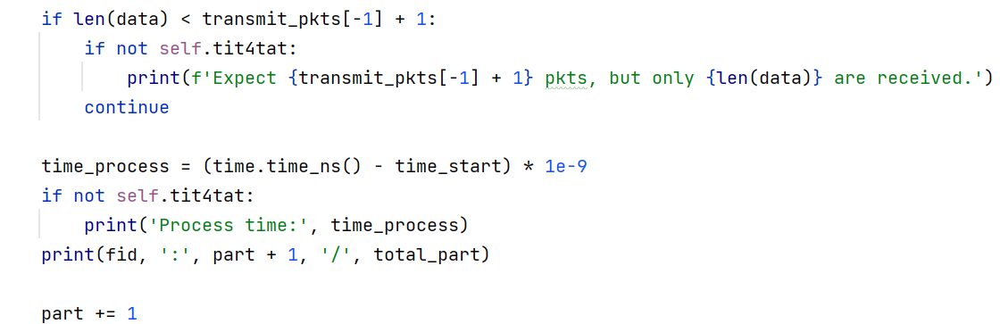 if len(data) < transmit_pkts[-1] + 1:
    if not self.tit4tat:
        print(f'Expect {transmit_pkts[-1] + 1} pkts, but only {len(data)} are received.')
    continue

time_process = (time.time_ns() - time_start) * 1e-9
if not self.tit4tat:
    print('Process time:', time_process)
print(fid, ':', part + 1, '/', total_part)

part += 1